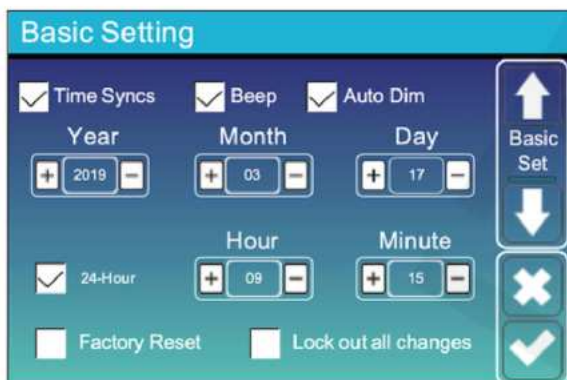 Basic Setting
Time Syncs Beep Auto Dim
Year Month Day
+ 2019 − + 03 − + 17 −
Basic
Set
Hour Minute
24-Hour + 09 − + 15 −
Factory Reset Lock out all changes